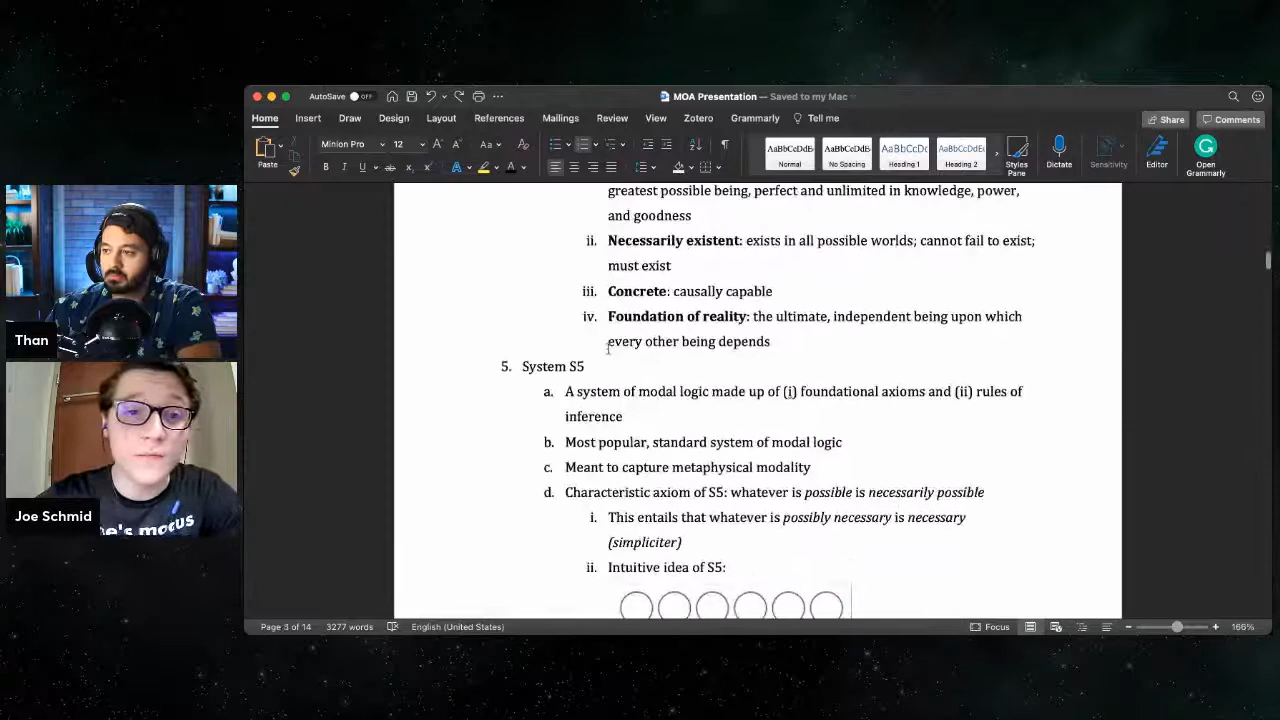 AutoSave OFF
MOA Presentation — Saved to my Mac
Home Insert Draw Design Layout References Mailings Review View Zotero Grammarly Tell me Share Comments
Paste
Minion Pro 12 Aa
B I U ab x
AaBbCcDdE AaBbCcDdE AaBbCcDc AaBbCcDdE
Normal No Spacing Heading 1 Heading 2
Styles Pane
Dictate
Sensitivity
Editor
Open Grammarly
greatest possible being, perfect and unlimited in knowledge, power,
and goodness
ii. Necessarily existent: exists in all possible worlds; cannot fail to exist;
must exist
iii. Concrete: causally capable
iv. Foundation of reality: the ultimate, independent being upon which
every other being depends
5. System S5
a. A system of modal logic made up of (i) foundational axioms and (ii) rules of
inference
b. Most popular, standard system of modal logic
c. Meant to capture metaphysical modality
d. Characteristic axiom of S5: whatever is possible is necessarily possible
i. This entails that whatever is possibly necessary is necessary
(simpliciter)
ii. Intuitive idea of S5:
Page 3 of 14 3277 words English (United States) Focus 166%
Than
Joe Schmid